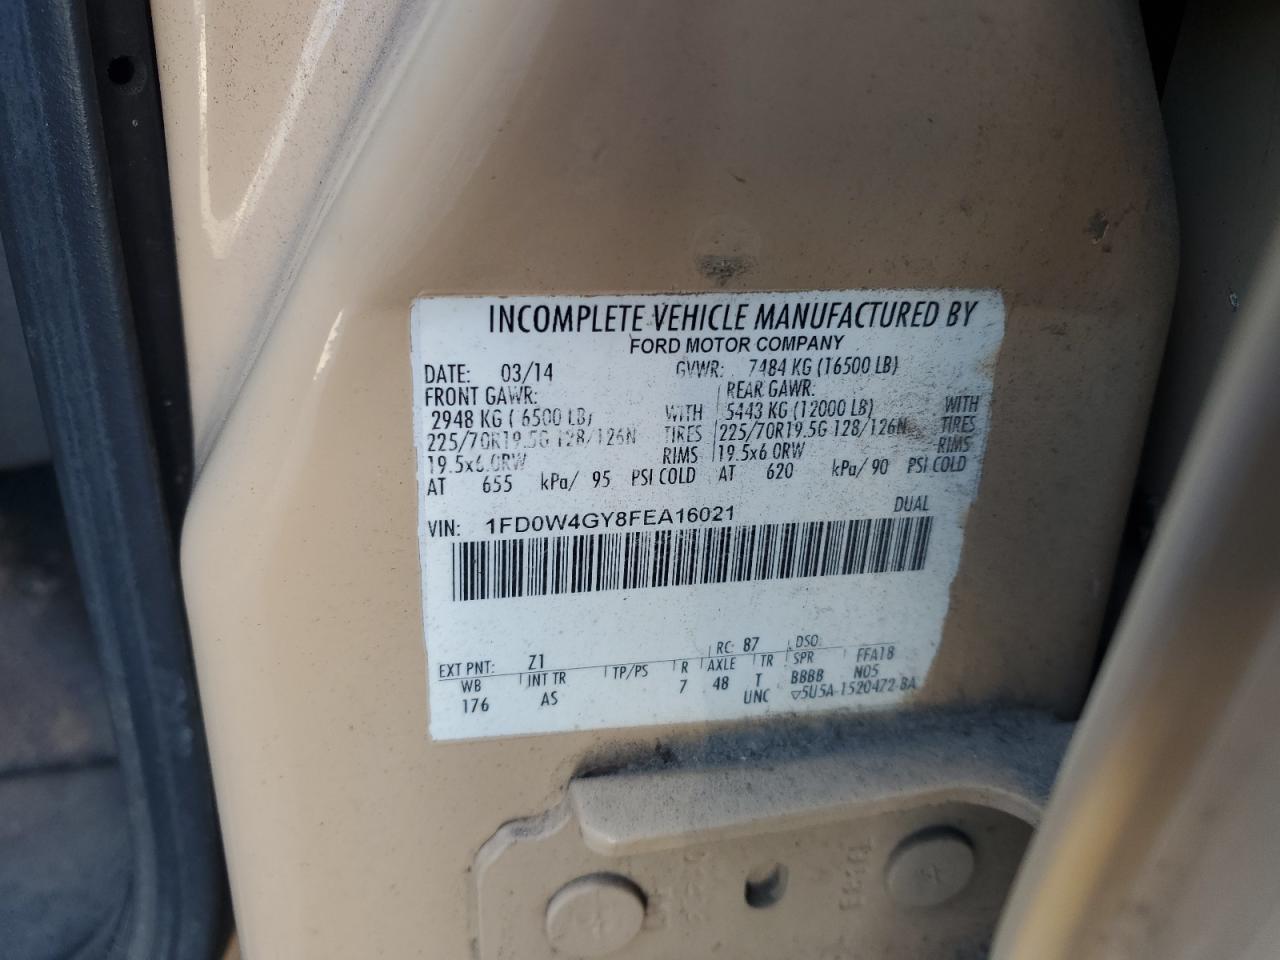 INCOMPLETE VEHICLE MANUFACTURED BY
FORD MOTOR COMPANY
DATE: 03/14 GVWR: 7484 KG (16500 LB)
FRONT GAWR: REAR GAWR:
2948 KG ( 6500 LB) WITH 5443 KG (12000 LB) WITH
225/70R19.5G 128/126N TIRES 225/70R19.5G 128/126N TIRES
19.5x6.0RW RIMS 19.5x6.0RW RIMS
AT 655 kPa/ 95 PSI COLD AT 620 kPa/ 90 PSI COLD
VIN: 1FD0W4GY8FEA16021 DUAL
EXT PNT: Z1 RC: 87 DSO
WB INT TR TP/PS R AXLE TR SPR FFA18
176 AS 7 48 T BBBB N05
UNC ▽5U5A-1520472-BA